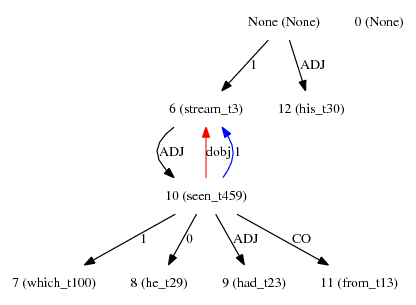 None (None) 0 (None)
1 ADJ
6 (stream_t3) 12 (his_t30)
ADJ dobj 1
10 (seen_t459)
1 0 ADJ CO
7 (which_t100) 8 (he_t29) 9 (had_t23) 11 (from_t13)